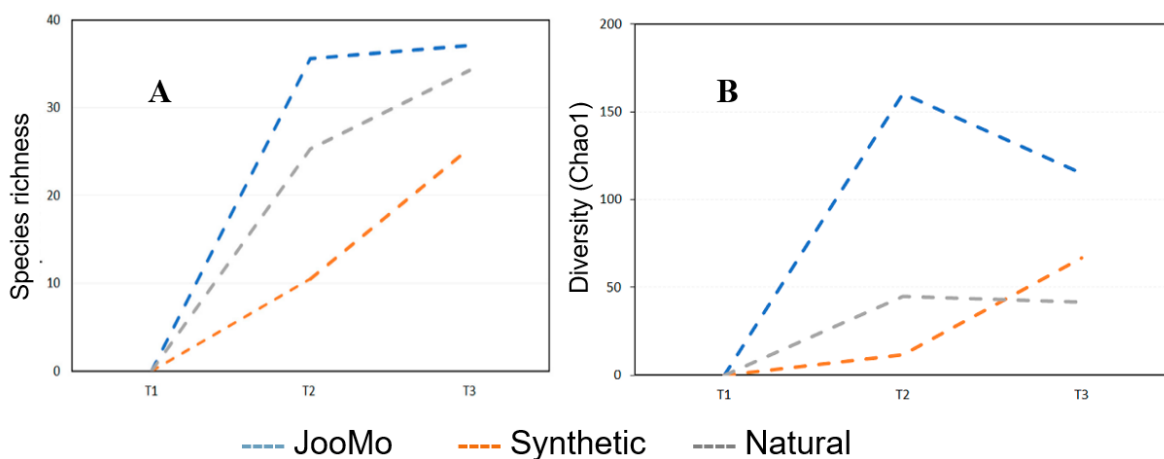 A
Species richness
40
30
20
10
0
T1 T2 T3
B
Diversity (Chao1)
200
150
100
50
0
T1 T2 T3
JooMo Synthetic Natural